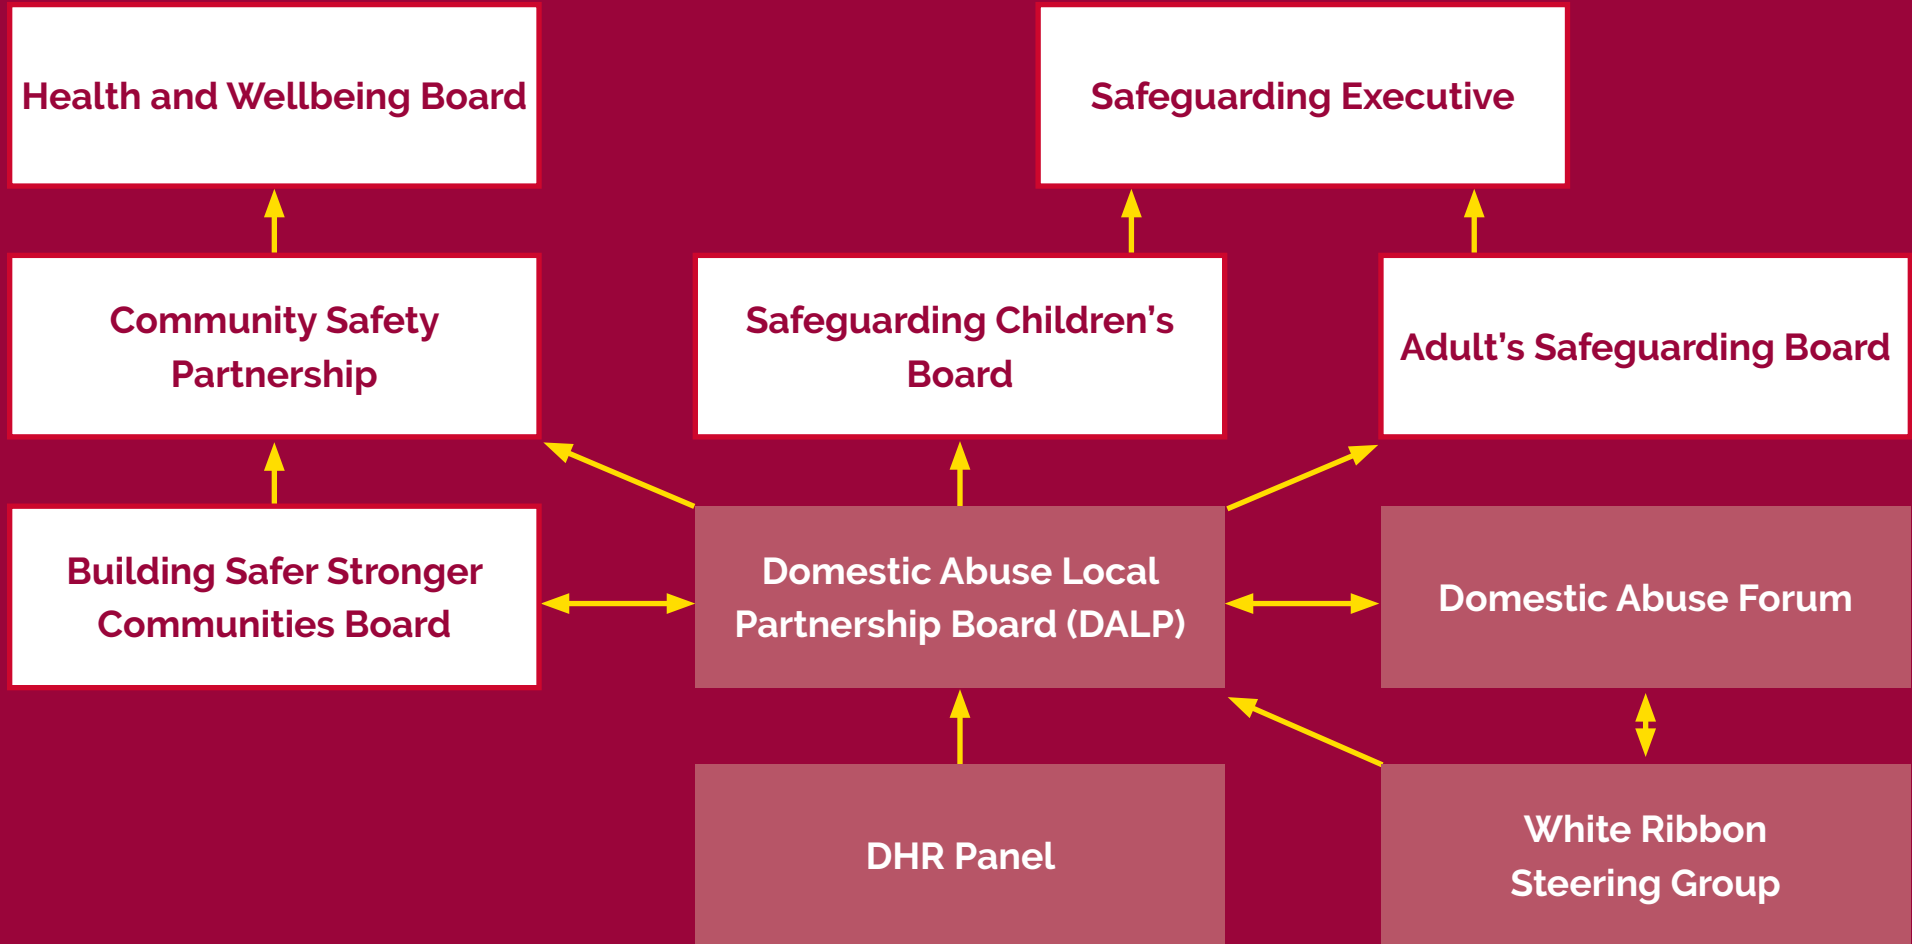 Health and Wellbeing Board
Safeguarding Executive
Community Safety
Partnership
Safeguarding Children’s
Board
Adult’s Safeguarding Board
Building Safer Stronger
Communities Board
Domestic Abuse Local
Partnership Board (DALP)
Domestic Abuse Forum
DHR Panel
White Ribbon
Steering Group